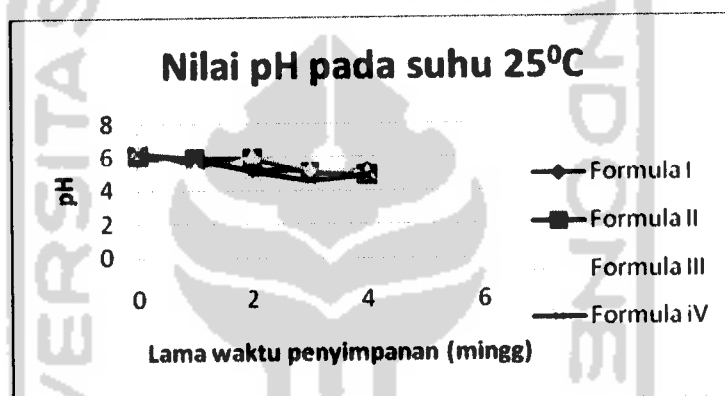 Nilai pH pada suhu 25⁰C
8
6
4
2
0
pH
0 2 4 6
Lama waktu penyimpanan (mingg)
Formula I
Formula II
Formula III
Formula iV